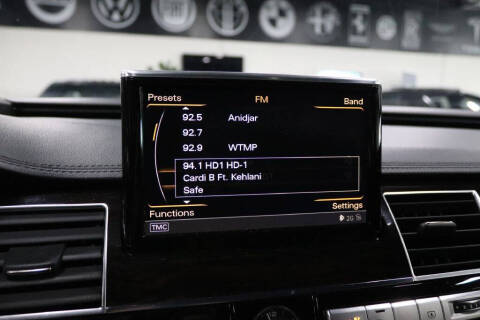 Presets FM Band
92.5 Anidjar
92.7
92.9 WTMP
94.1 HD1 HD-1
Cardi B Ft. Kehlani
Safe
Functions Settings
TMC